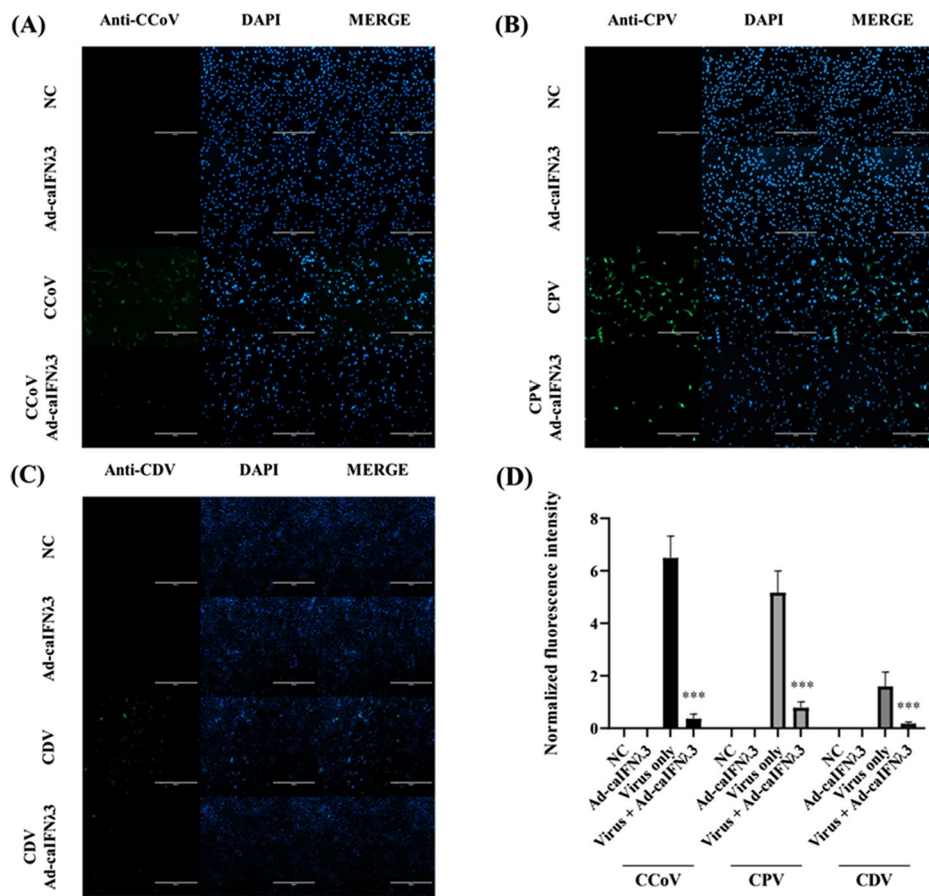 (A)
Anti-CCoV DAPI MERGE
NC
Ad-caIFNλ3
CCoV
CCoV
Ad-caIFNλ3
(B)
Anti-CPV DAPI MERGE
NC
Ad-caIFNλ3
CPV
CPV
Ad-caIFNλ3
(C)
Anti-CDV DAPI MERGE
NC
Ad-caIFNλ3
CDV
CDV
Ad-caIFNλ3
(D)
Normalized fluorescence intensity
8
6
4
2
0
***
***
***
NC
Ad-caIFNλ3
Virus only
Virus + Ad-caIFNλ3
NC
Ad-caIFNλ3
Virus only
Virus + Ad-caIFNλ3
NC
Ad-caIFNλ3
Virus only
Virus + Ad-caIFNλ3
CCoV CPV CDV